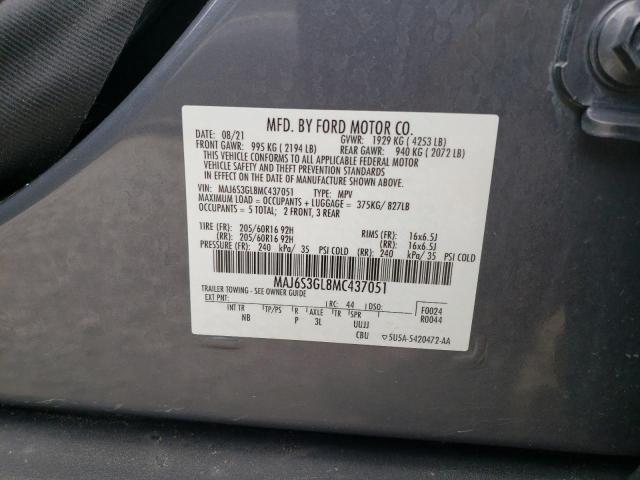 MFD. BY FORD MOTOR CO.
DATE: 08/21 GVWR: 1929 KG ( 4253 LB)
FRONT GAWR: 995 KG ( 2194 LB) REAR GAWR: 940 KG ( 2072 LB)
THIS VEHICLE CONFORMS TO ALL APPLICABLE FEDERAL MOTOR
VEHICLE SAFETY STANDARDS
IN EFFECT ON THE DATE OF MANUFACTURE SHOWN ABOVE.
VIN: MAJ6S3GL8MC437051 TYPE: MPV
MAXIMUM LOAD = OCCUPANTS + LUGGAGE = 375KG/ 827LB
OCCUPANTS = 5 TOTAL; 2 FRONT, 3 REAR
TIRE (FR): 205/60R16 92H RIMS (FR): 16x6.5J
(RR): 205/60R16 92H (RR): 16x6.5J
PRESSURE (FR): 240 kPa/ 35 PSI COLD (RR): 240 kPa/ 35 PSI COLD
MAJ6S3GL8MC437051
TRAILER TOWING - SEE OWNER GUIDE
EXT PNT: RC: 44 DSO: F0024
R0044
INT TR TP/PS R AXLE TR SPR
NB P 3L UUJJ
CBU 5U5A-5420472-AA